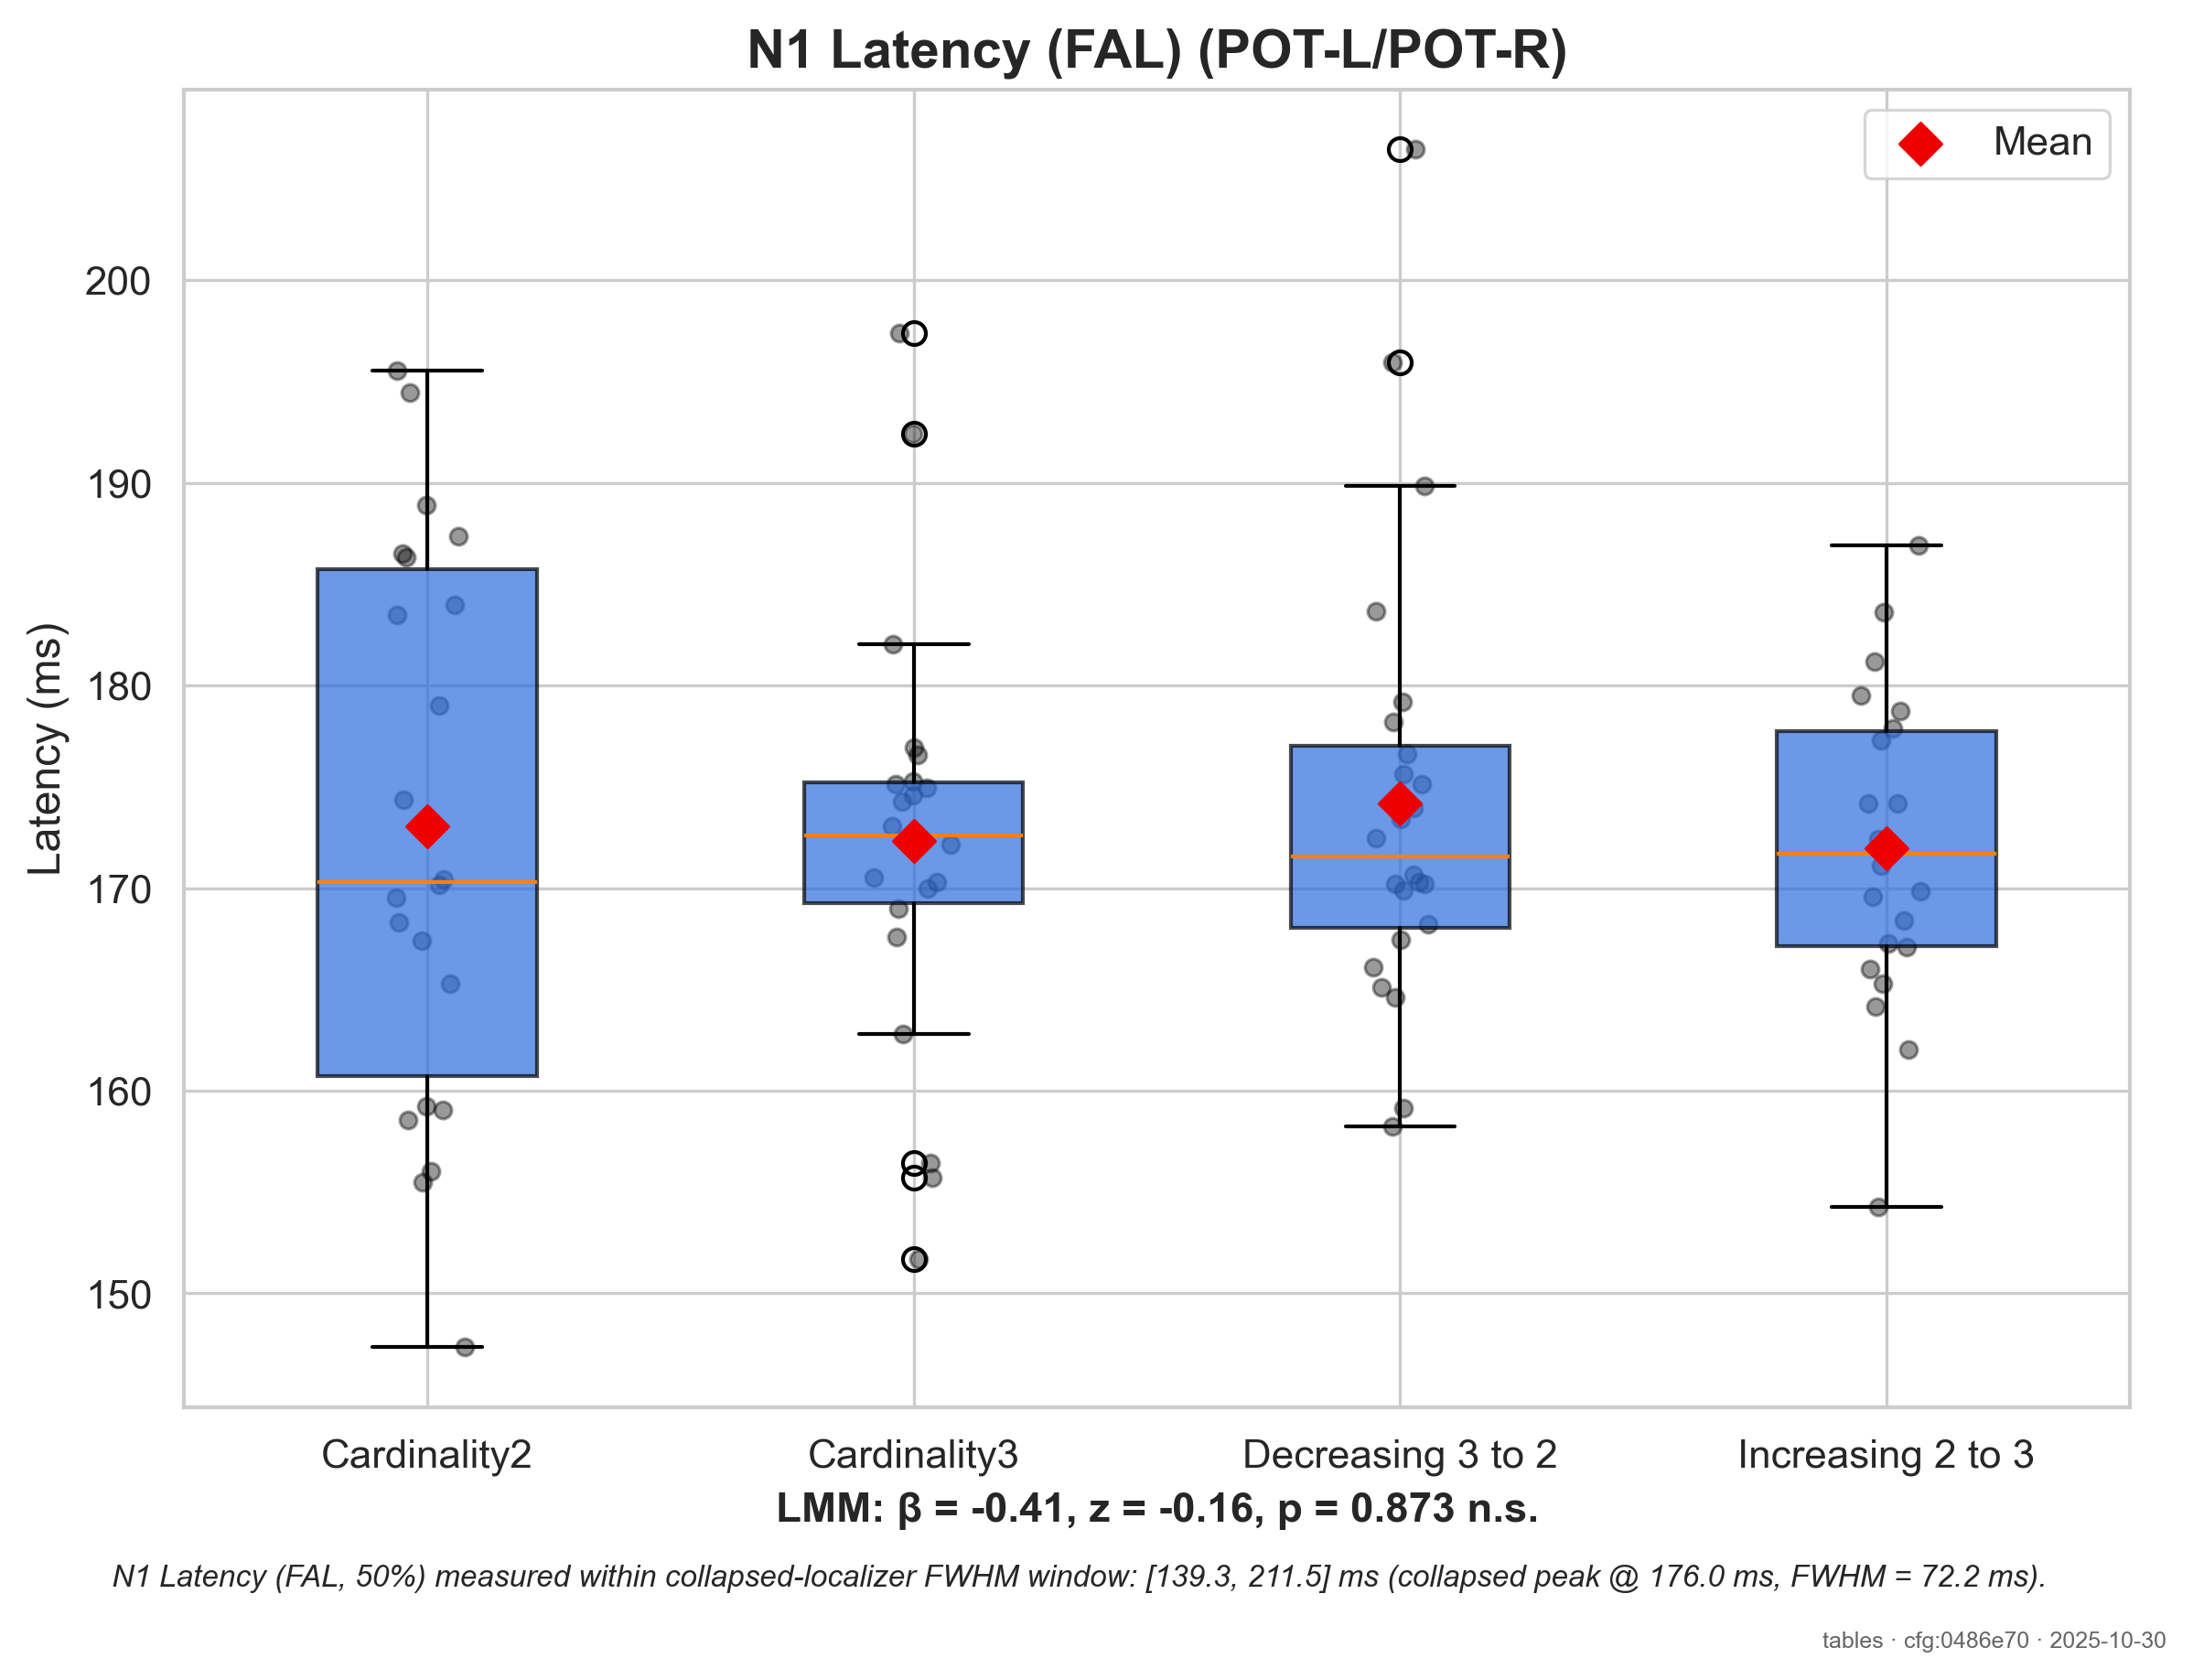 N1 Latency (FAL) (POT-L/POT-R)
Mean
Latency (ms)
200
190
180
170
160
150
Cardinality2 Cardinality3 Decreasing 3 to 2 Increasing 2 to 3
LMM: β = -0.41, z = -0.16, p = 0.873 n.s.
N1 Latency (FAL, 50%) measured within collapsed-localizer FWHM window: [139.3, 211.5] ms (collapsed peak @ 176.0 ms, FWHM = 72.2 ms).
tables · cfg:0486e70 · 2025-10-30